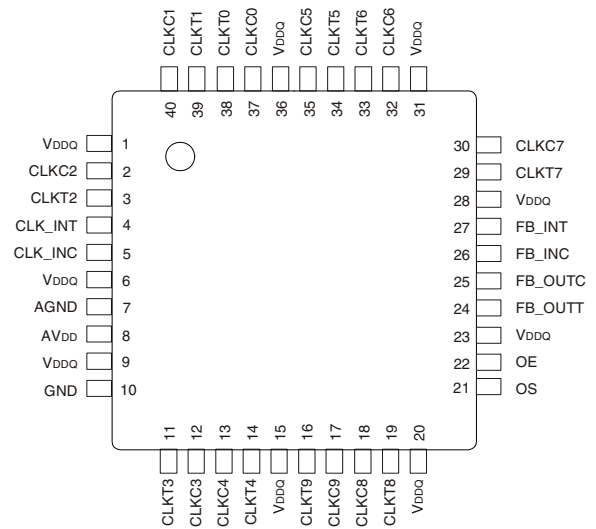 CLKC1 CLKT1 CLKT0 CLKC0 VDDQ CLKC5 CLKT5 CLKT6 CLKC6 VDDQ
40 39 38 37 36 35 34 33 32 31
VDDQ 1
CLKC2 2
CLKT2 3
CLK_INT 4
CLK_INC 5
VDDQ 6
AGND 7
AVDD 8
VDDQ 9
GND 10
30 CLKC7
29 CLKT7
28 VDDQ
27 FB_INT
26 FB_INC
25 FB_OUTC
24 FB_OUTT
23 VDDQ
22 OE
21 OS
11 12 13 14 15 16 17 18 19 20
CLKT3 CLKC3 CLKC4 CLKT4 VDDQ CLKT9 CLKC9 CLKC8 CLKT8 VDDQ